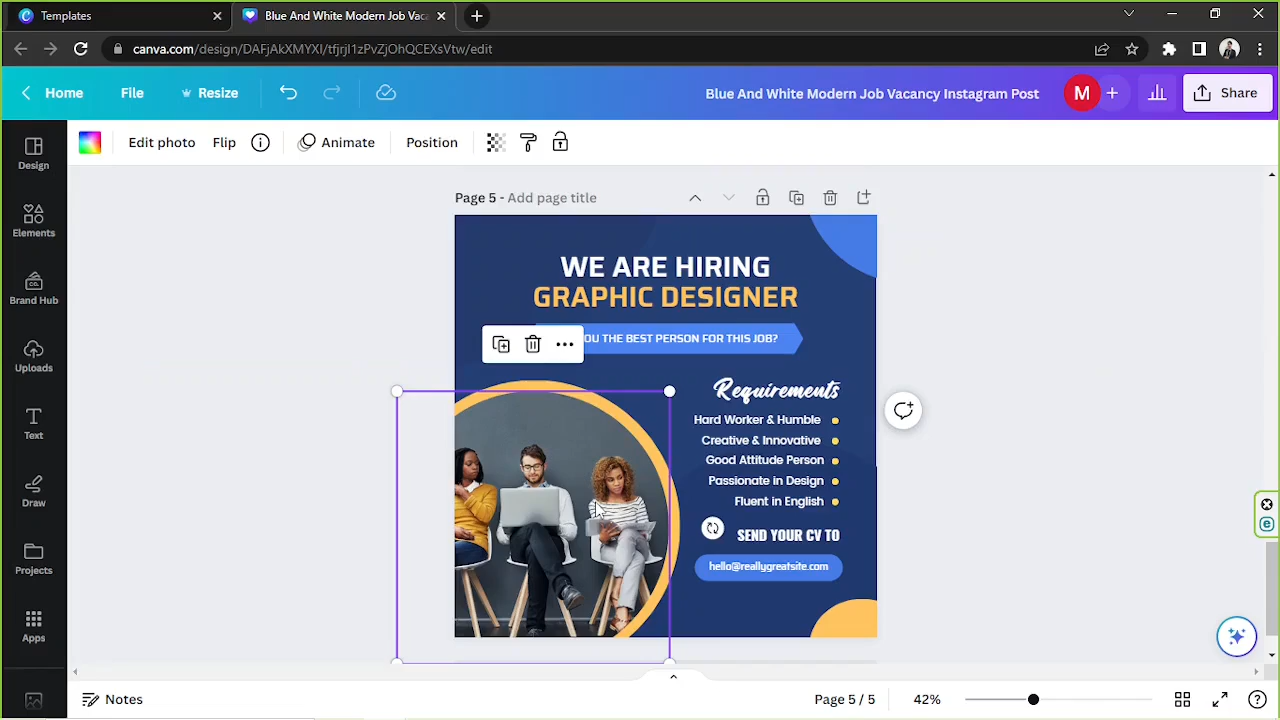 Templates
Blue And White Modern Job Vacanc
canva.com/design/DAFjAkXMYXI/tfjrjI1zPvZjOhQCEXsVtw/edit
Home
File
Resize
Blue And White Modern Job Vacancy Instagram Post
M
Share
Design
Elements
Brand Hub
Uploads
Text
Draw
Projects
Apps
Edit photo
Flip
Animate
Position
Page 5 - Add page title
WE ARE HIRING
GRAPHIC DESIGNER
OU THE BEST PERSON FOR THIS JOB?
Requirements
Hard Worker & Humble
Creative & Innovative
Good Attitude Person
Passionate in Design
Fluent in English
SEND YOUR CV TO
hello@reallygreatsite.com
Notes
Page 5 / 5
42%